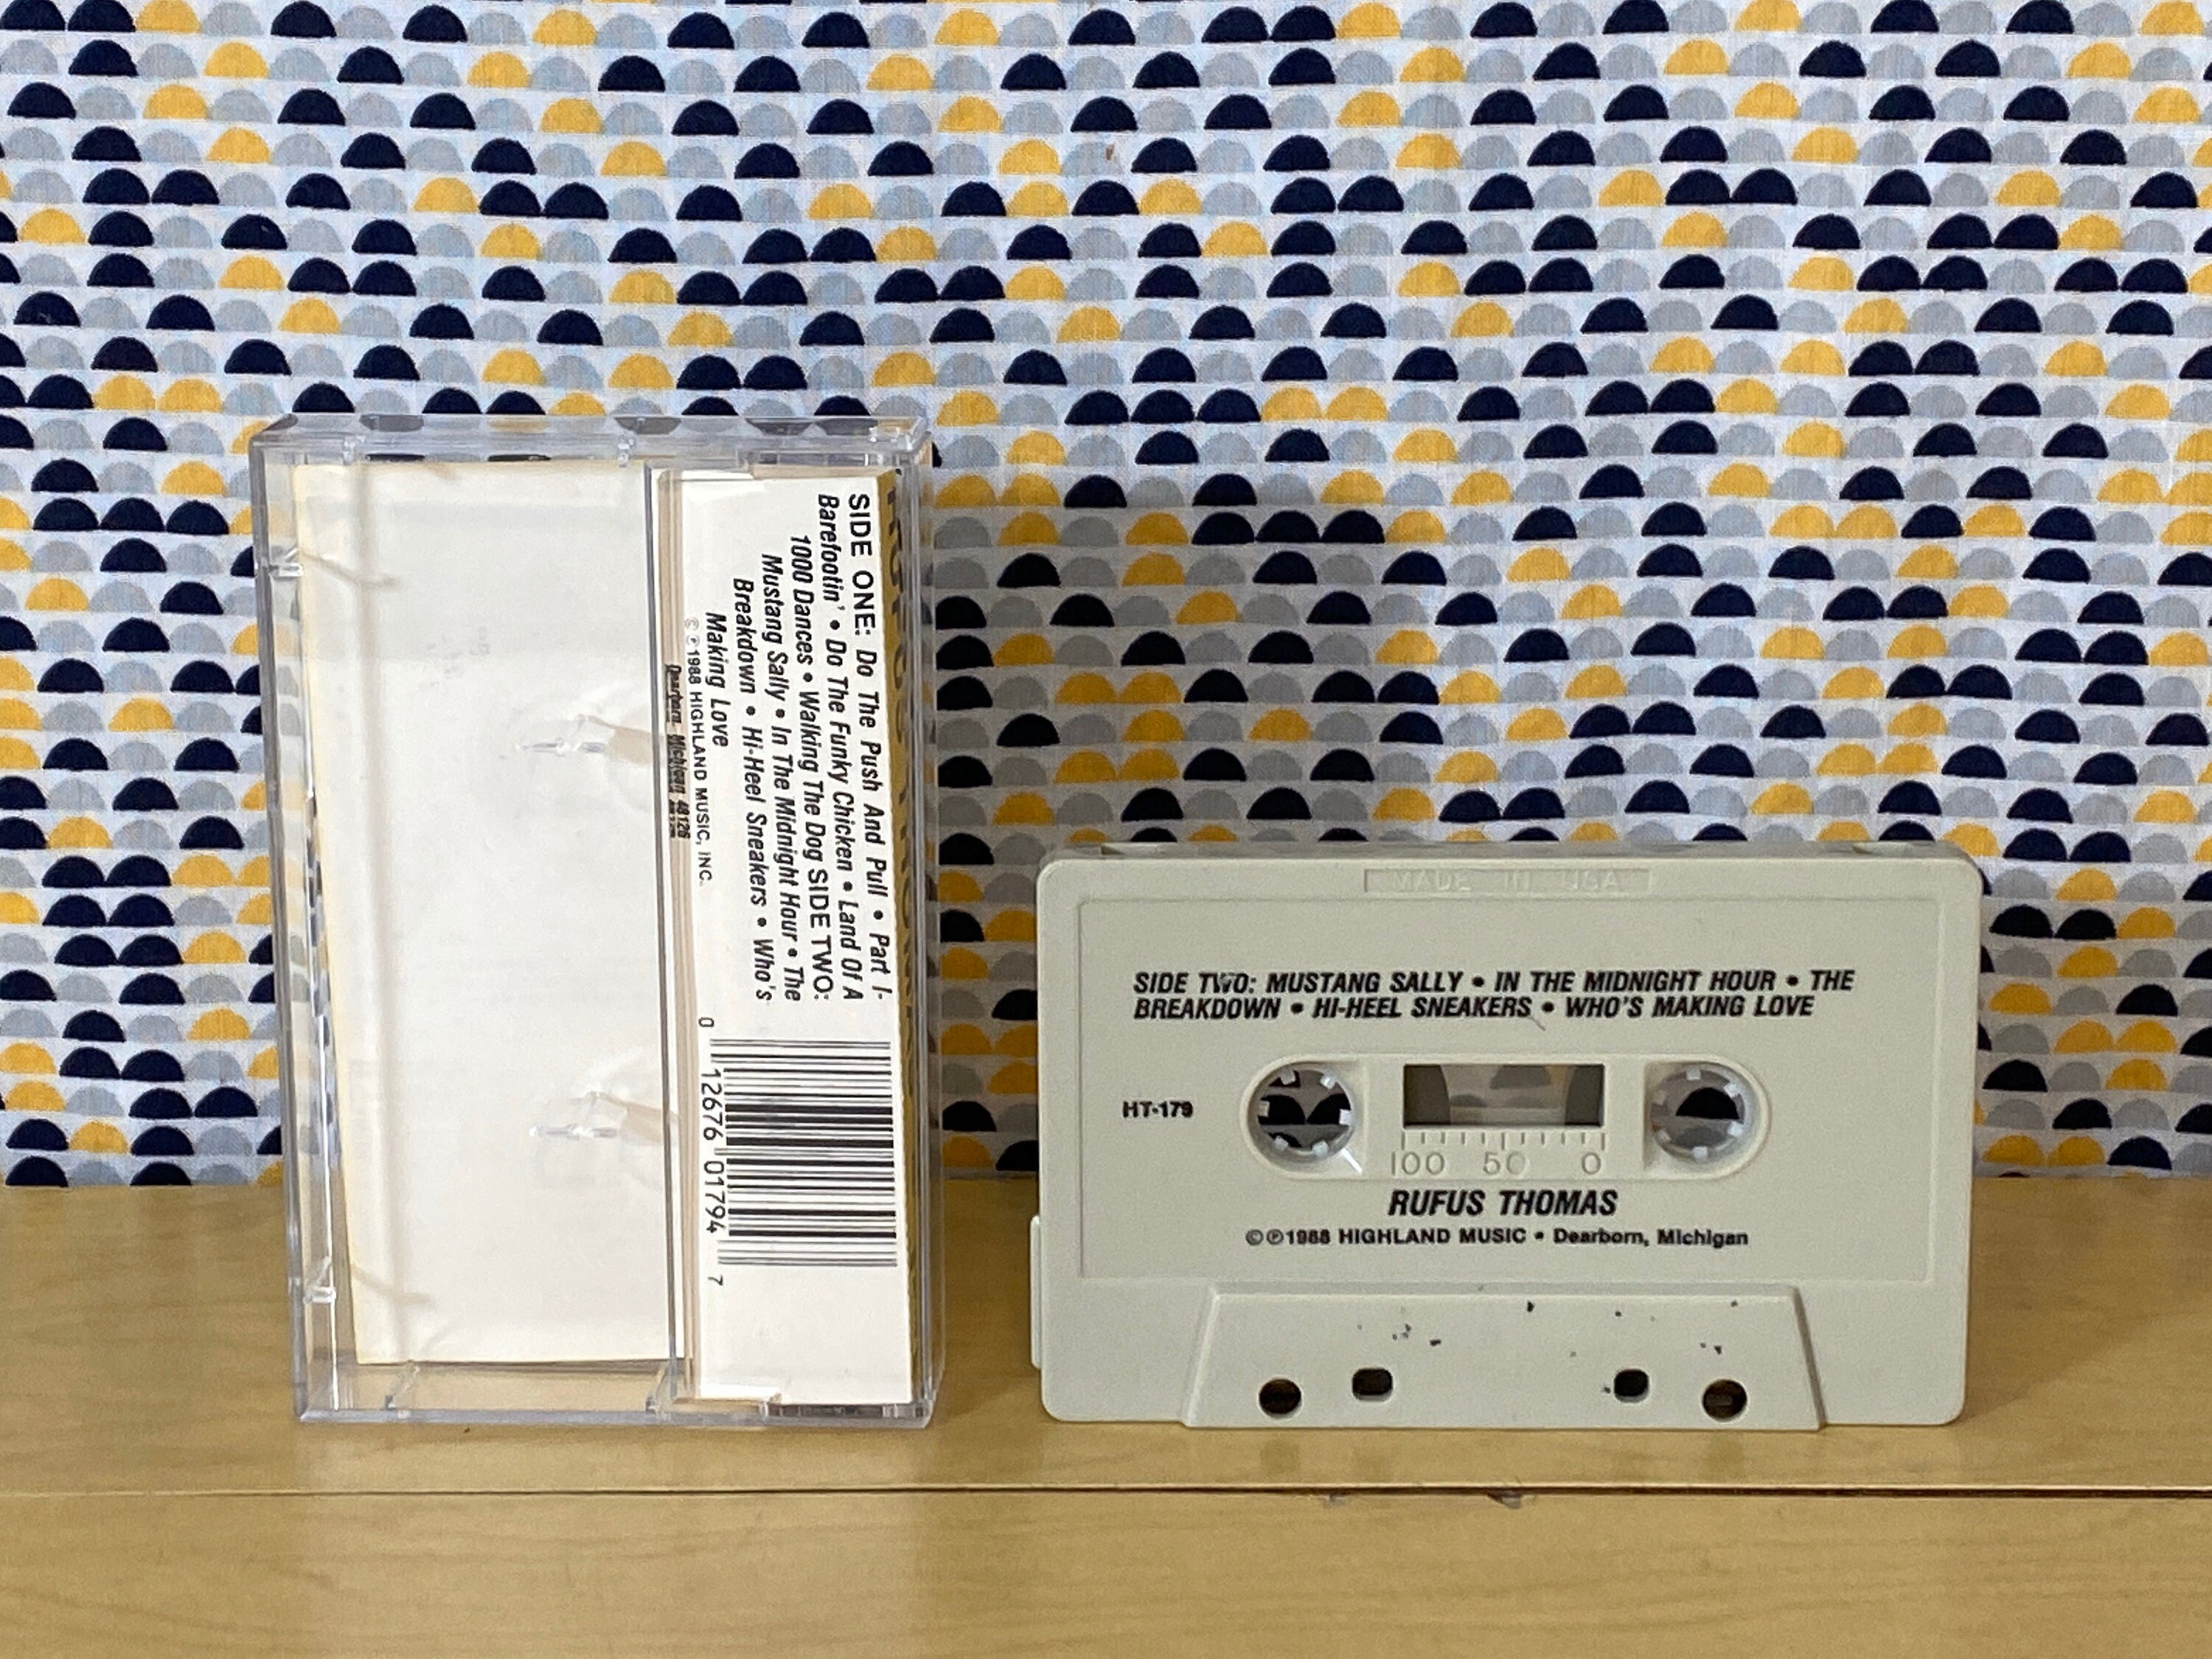 SIDE ONE: Do The Push And Pull • Part I-
Barefootin' • Do The Funky Chicken • Land Of A
1000 Dances • Walking The Dog SIDE TWO:
Mustang Sally • In The Midnight Hour • The
Breakdown • Hi-Heel Sneakers • Who's
Making Love
© ℗ 1988 HIGHLAND MUSIC, INC.
Dearborn, Michigan 48126
0 12676 01794 7
MADE IN USA
SIDE TWO: MUSTANG SALLY • IN THE MIDNIGHT HOUR • THE
BREAKDOWN • HI-HEEL SNEAKERS • WHO'S MAKING LOVE
HT-179
100 50 0
RUFUS THOMAS
©℗1988 HIGHLAND MUSIC • Dearborn, Michigan